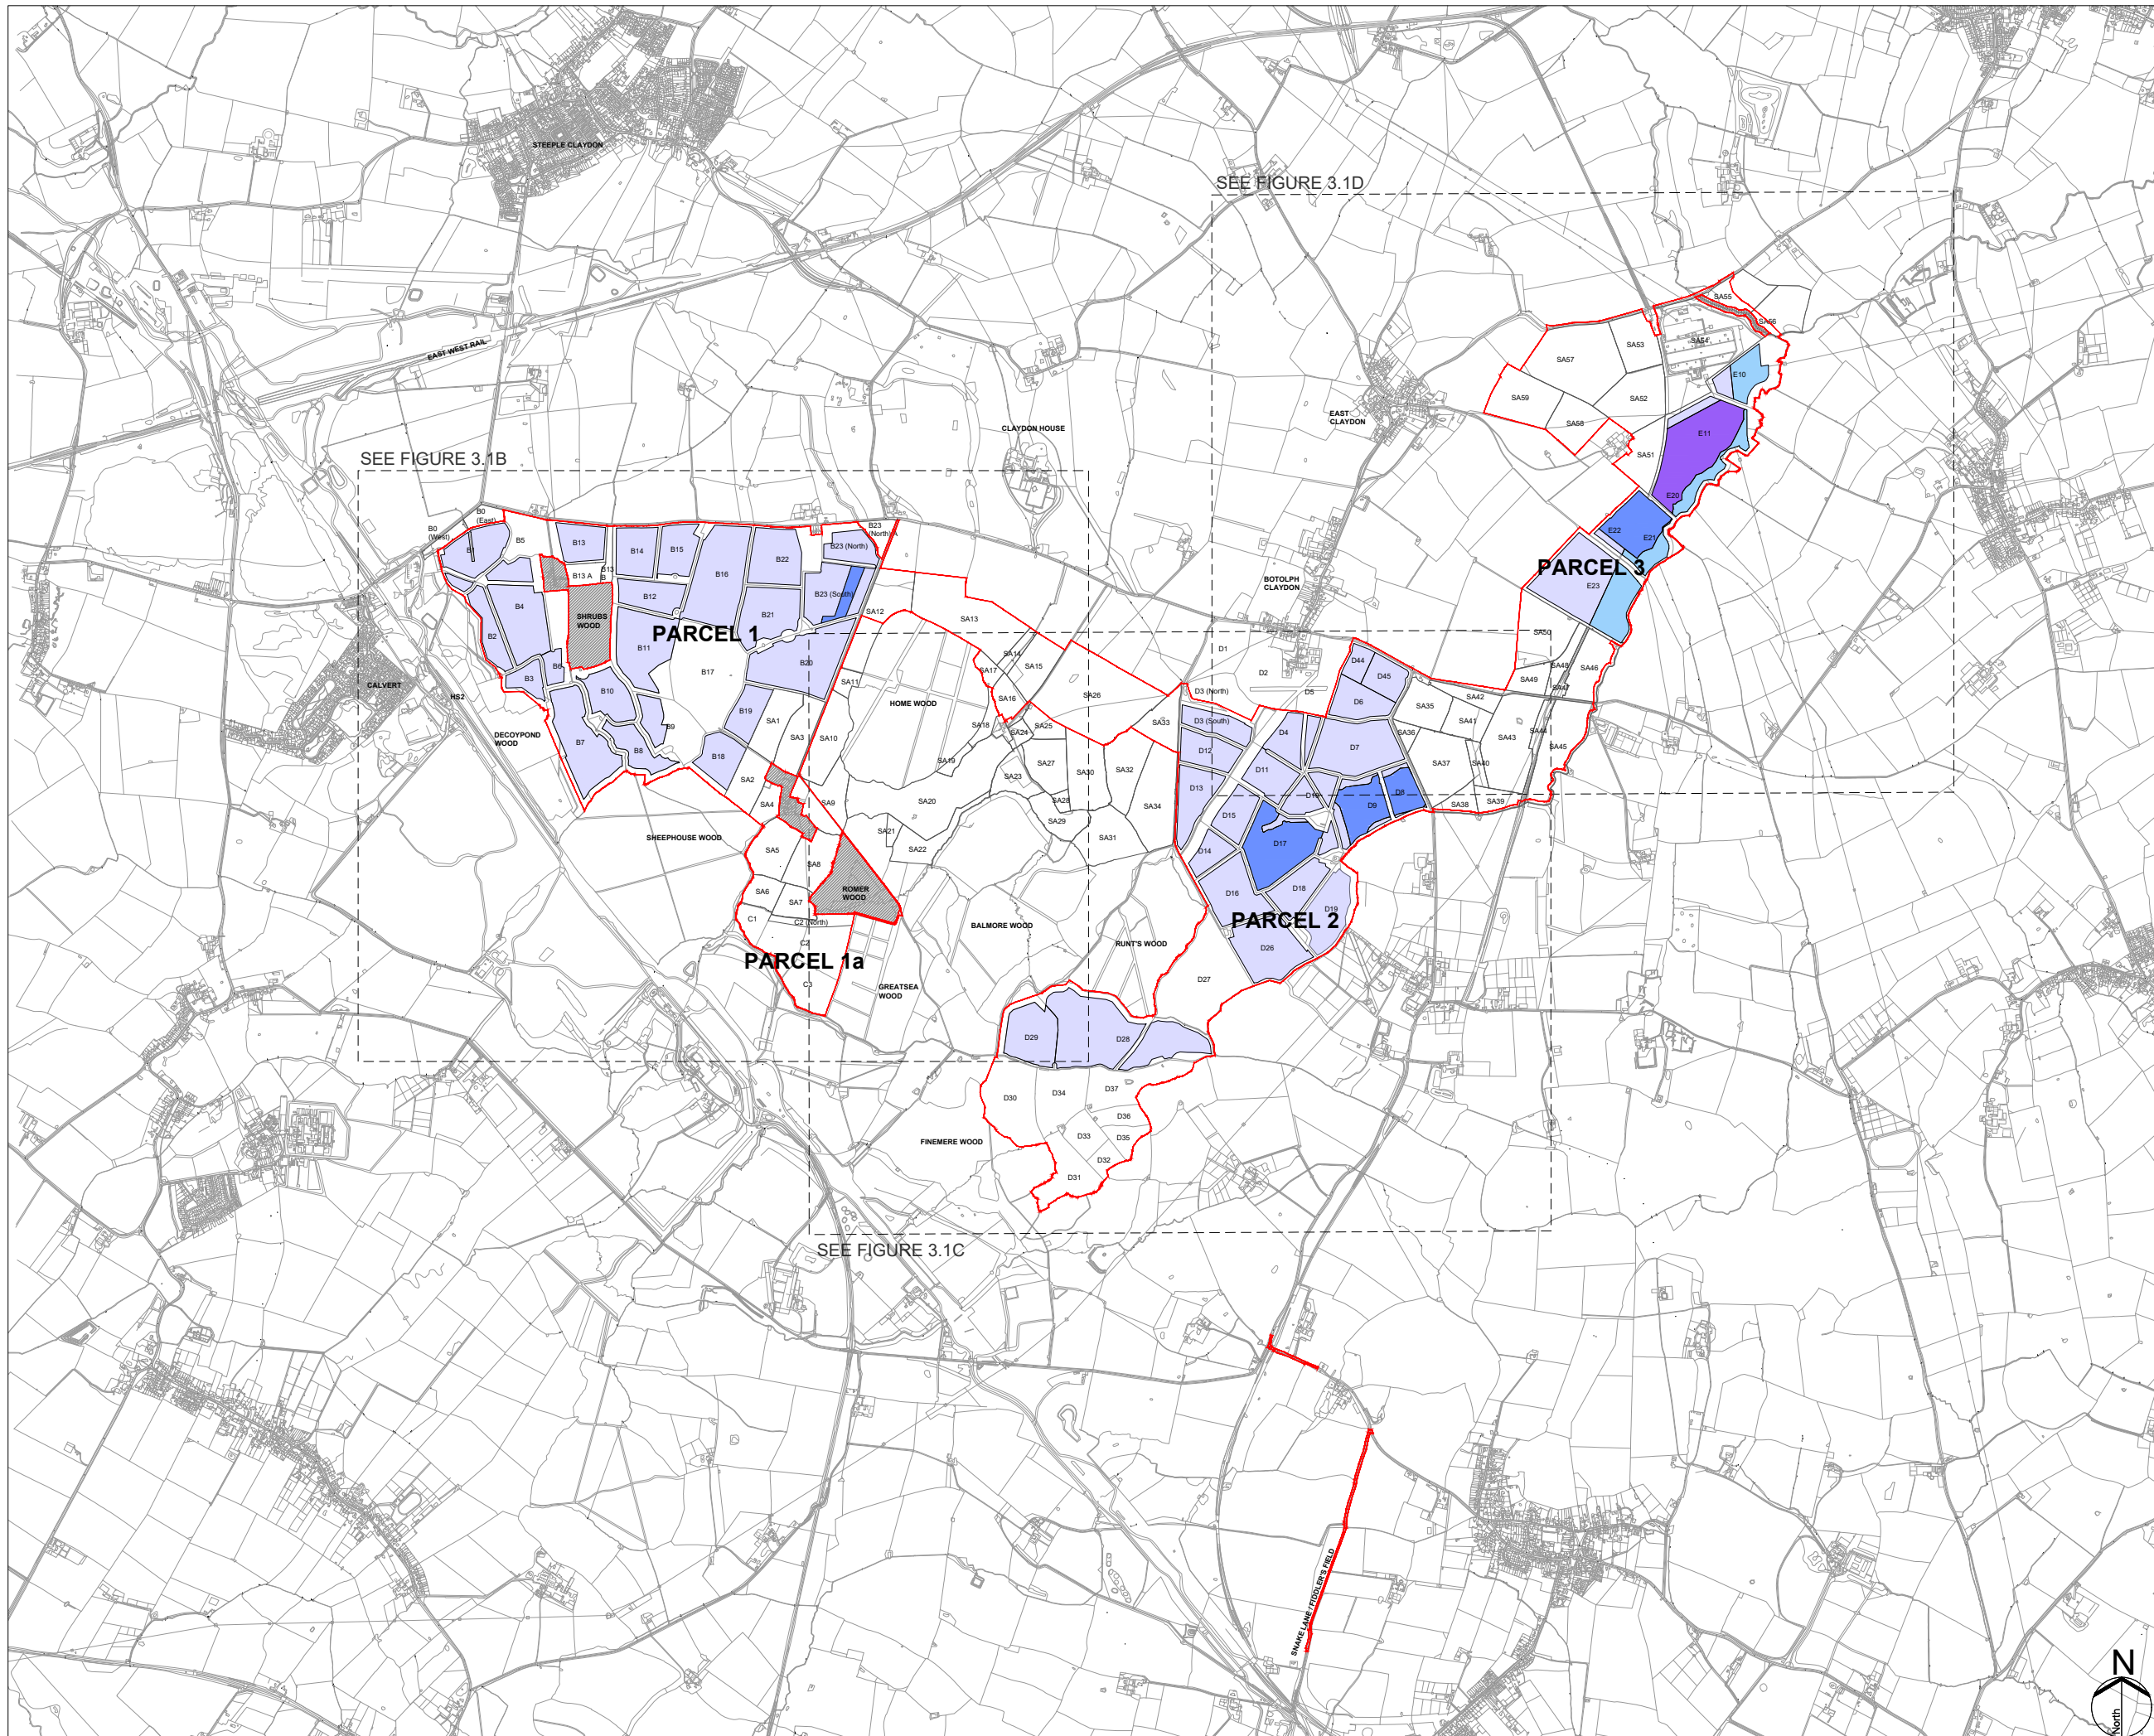 STEEPLE CLAYDON
SEE FIGURE 3.1D
SA55
SA56
SA54
SA53
SA57
EAST WEST RAIL
E10
SA52
SA59
EAST
CLAYDON
SA58
CLAYDON HOUSE
E11
SEE FIGURE 3.1B
SA51
E20
B0
(East)
B0
(West)
B23
(North) A
E22
E21
B1
B5
B13
B14
B15
B22
B23 (North)
PARCEL 3
B13 A
B13
B
B16
BOTOLPH
CLAYDON
E23
B12
B23 (South)
B4
B21
SA12
SHRUBS
WOOD
SA13
B2
PARCEL 1
SA50
B11
D1
SA14
SA15
D44
B6
B17
B20
SA17
D2
D45
SA48
SA46
B3
SA11
SA49
SA47
CALVERT
HS2
B10
SA16
SA26
D3 (North)
D5
SA42
HOME WOOD
D6
SA35
B19
SA1
SA33
D3 (South)
SA41
B9
SA18
SA25
D4
SA36
SA44
DECOYPOND
WOOD
SA3
SA10
SA24
SA43
B7
B8
D12
D7
SA45
B18
SA19
SA27
SA30
SA32
D11
SA37
SA40
SA2
SA23
D13
D10
D8
SA4
SA9
SA20
SA28
SA34
D9
SA38
SA39
SA29
D15
SHEEPHOUSE WOOD
SA21
SA31
D17
SA5
SA22
D14
SA8
SA6
ROMER
WOOD
D16
D18
SA7
D19
C1
C2 (North)
BALMORE WOOD
PARCEL 2
C2
RUNT'S WOOD
D26
PARCEL 1a
D27
C3
GREATSEA
WOOD
D29
D28
D37
D30
D34
D36
FINEMERE WOOD
D33
D35
D32
D31
SEE FIGURE 3.1C
SNAKE LANE / FIDDLER'S FIELD
N
North